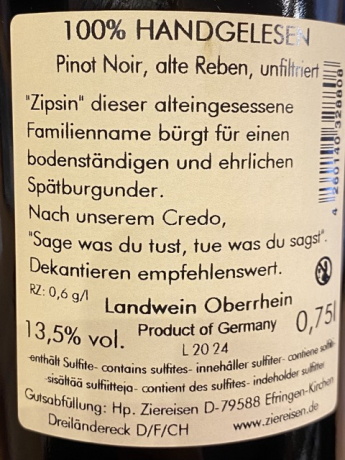 100% HANDGELESEN
Pinot Noir, alte Reben, unfiltriert
"Zipsin" dieser alteingesessene
Familienname bürgt für einen
bodenständigen und ehrlichen
Spätburgunder.
Nach unserem Credo,
"Sage was du tust, tue was du sagst".
Dekantieren empfehlenswert.
RZ: 0,6 g/l
Landwein Oberrhein
13,5% vol.
Product of Germany
0,75l
L 20 24
-enthält Sulfite- contains sulfites- innehåller sulfiter- contiene
-sisältää sulfiitteja- contient des sulfites- indeholder sulfitter
Gutsabfüllung: Hp. Ziereisen D-79588 Efringen-Kirchen
Dreiländereck D/F/CH
www.ziereisen.de
4 260140 328808